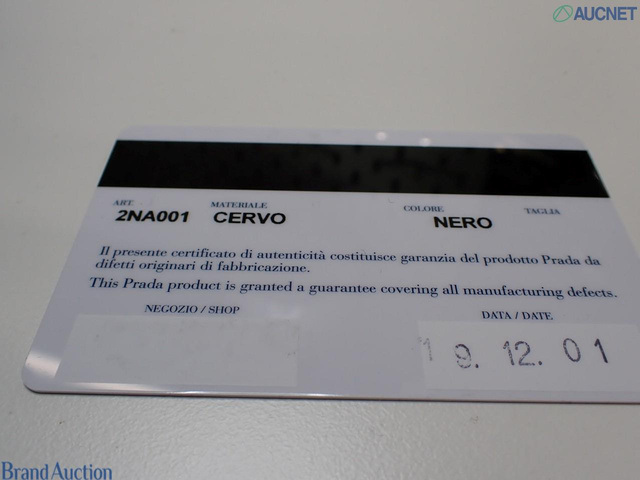 AUCNET
ART. MATERIALE COLORE TAGLIA
2NA001 CERVO NERO
Il presente certificato di autenticità costituisce garanzia del prodotto Prada da
difetti originari di fabbricazione.
This Prada product is granted a guarantee covering all manufacturing defects.
NEGOZIO / SHOP DATA / DATE
19. 12. 01
Brand Auction